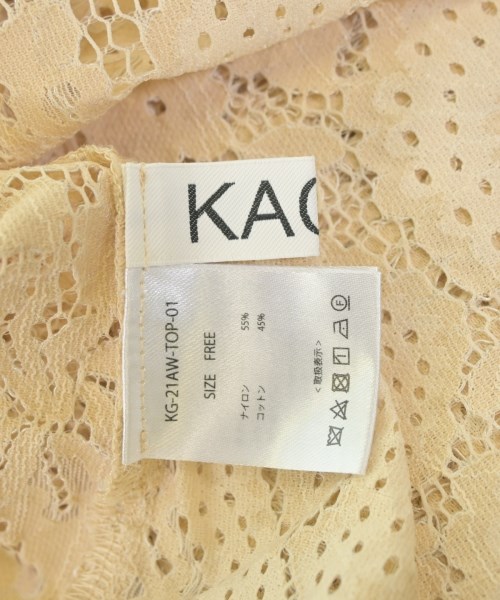 KAO
KG-21AW-TOP-01
SIZE FREE
ナイロン 55%
コットン 45%
<取扱表示>